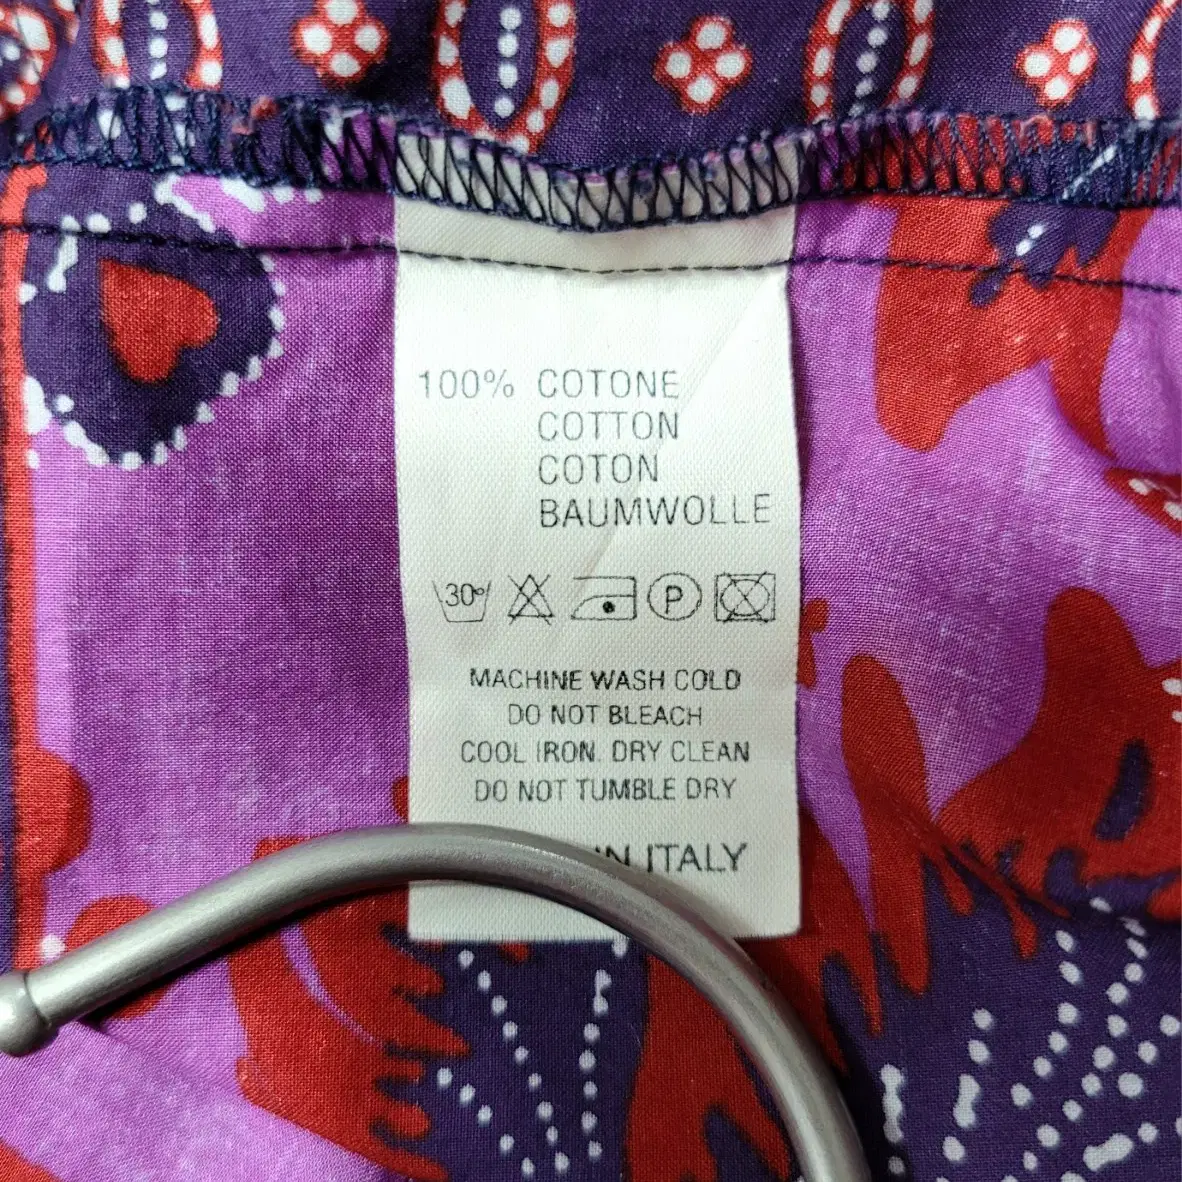 100% COTONE
COTTON
COTON
BAUMWOLLE
30° P
MACHINE WASH COLD
DO NOT BLEACH
COOL IRON. DRY CLEAN
DO NOT TUMBLE DRY
IN ITALY